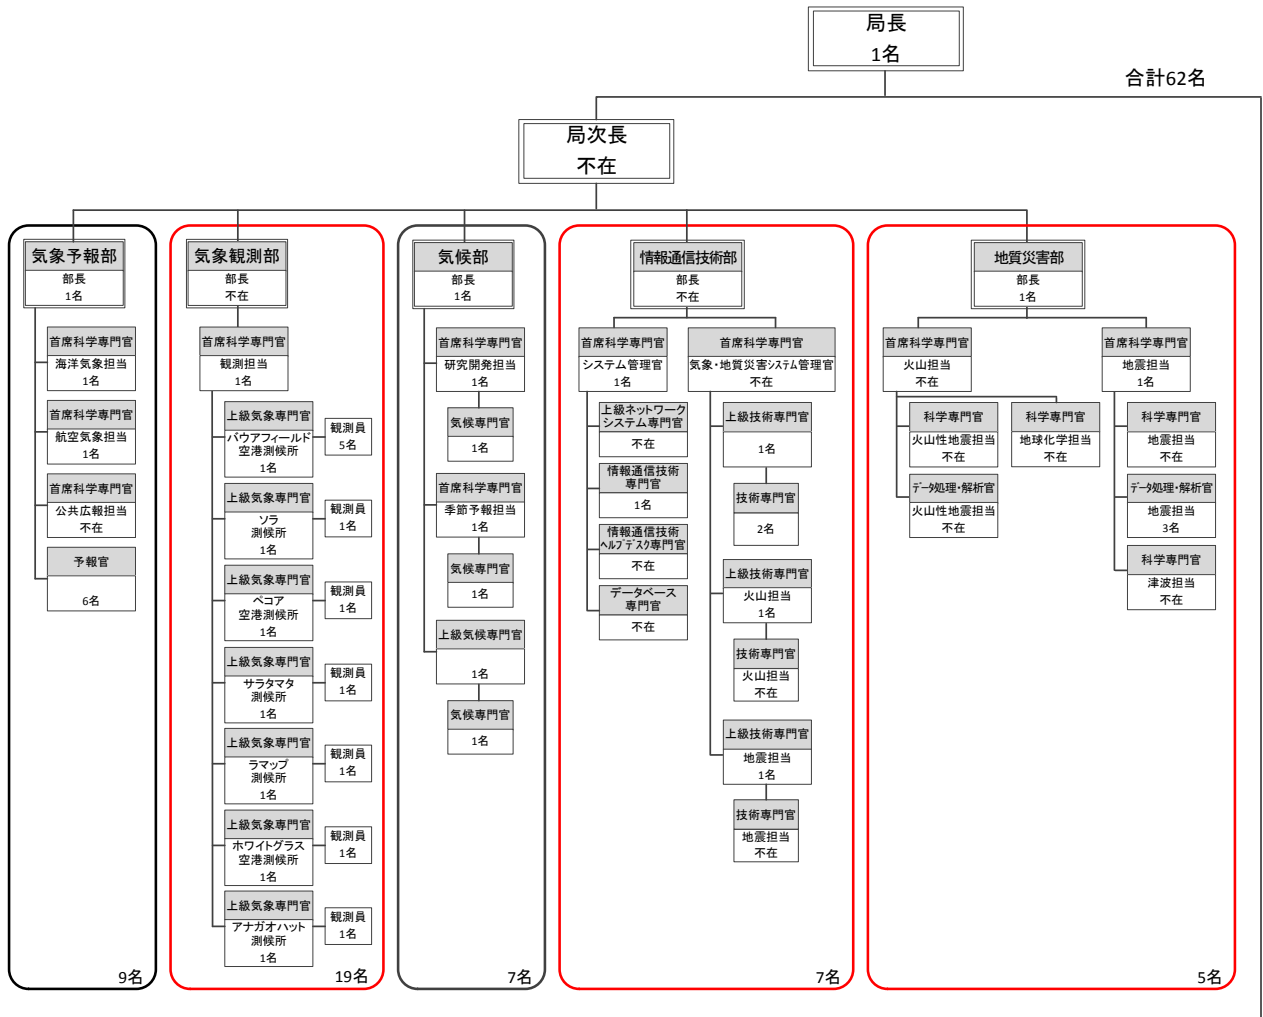 局長
1名
合計62名
局次長
不在
気象予報部
部長
1名
首席科学専門官
海洋気象担当
1名
首席科学専門官
航空気象担当
1名
首席科学専門官
公共広報担当
不在
予報官
6名
9名
気象観測部
部長
不在
首席科学専門官
観測担当
1名
上級気象専門官
バウアフィールド
空港測候所
1名
観測員
5名
上級気象専門官
ソラ
測候所
1名
観測員
1名
上級気象専門官
ペコア
空港測候所
1名
観測員
1名
上級気象専門官
サラタマタ
測候所
1名
観測員
1名
上級気象専門官
ラマップ
測候所
1名
観測員
1名
上級気象専門官
ホワイトグラス
空港測候所
1名
観測員
1名
上級気象専門官
アナガオハット
測候所
1名
観測員
1名
19名
気候部
部長
1名
首席科学専門官
研究開発担当
1名
気候専門官
1名
首席科学専門官
季節予報担当
1名
気候専門官
1名
上級気候専門官
1名
気候専門官
1名
7名
情報通信技術部
部長
不在
首席科学専門官
システム管理官
1名
上級ネットワーク
システム専門官
不在
情報通信技術
専門官
1名
情報通信技術
ヘルプデスク専門官
不在
データベース
専門官
不在
首席科学専門官
気象・地質災害システム管理官
不在
上級技術専門官
1名
技術専門官
2名
上級技術専門官
火山担当
1名
技術専門官
火山担当
不在
上級技術専門官
地震担当
1名
技術専門官
地震担当
不在
7名
地質災害部
部長
1名
首席科学専門官
火山担当
不在
科学専門官
火山性地震担当
不在
データ処理・解析官
火山性地震担当
不在
科学専門官
地球化学担当
不在
首席科学専門官
地震担当
1名
科学専門官
地震担当
不在
データ処理・解析官
地震担当
3名
科学専門官
津波担当
不在
5名